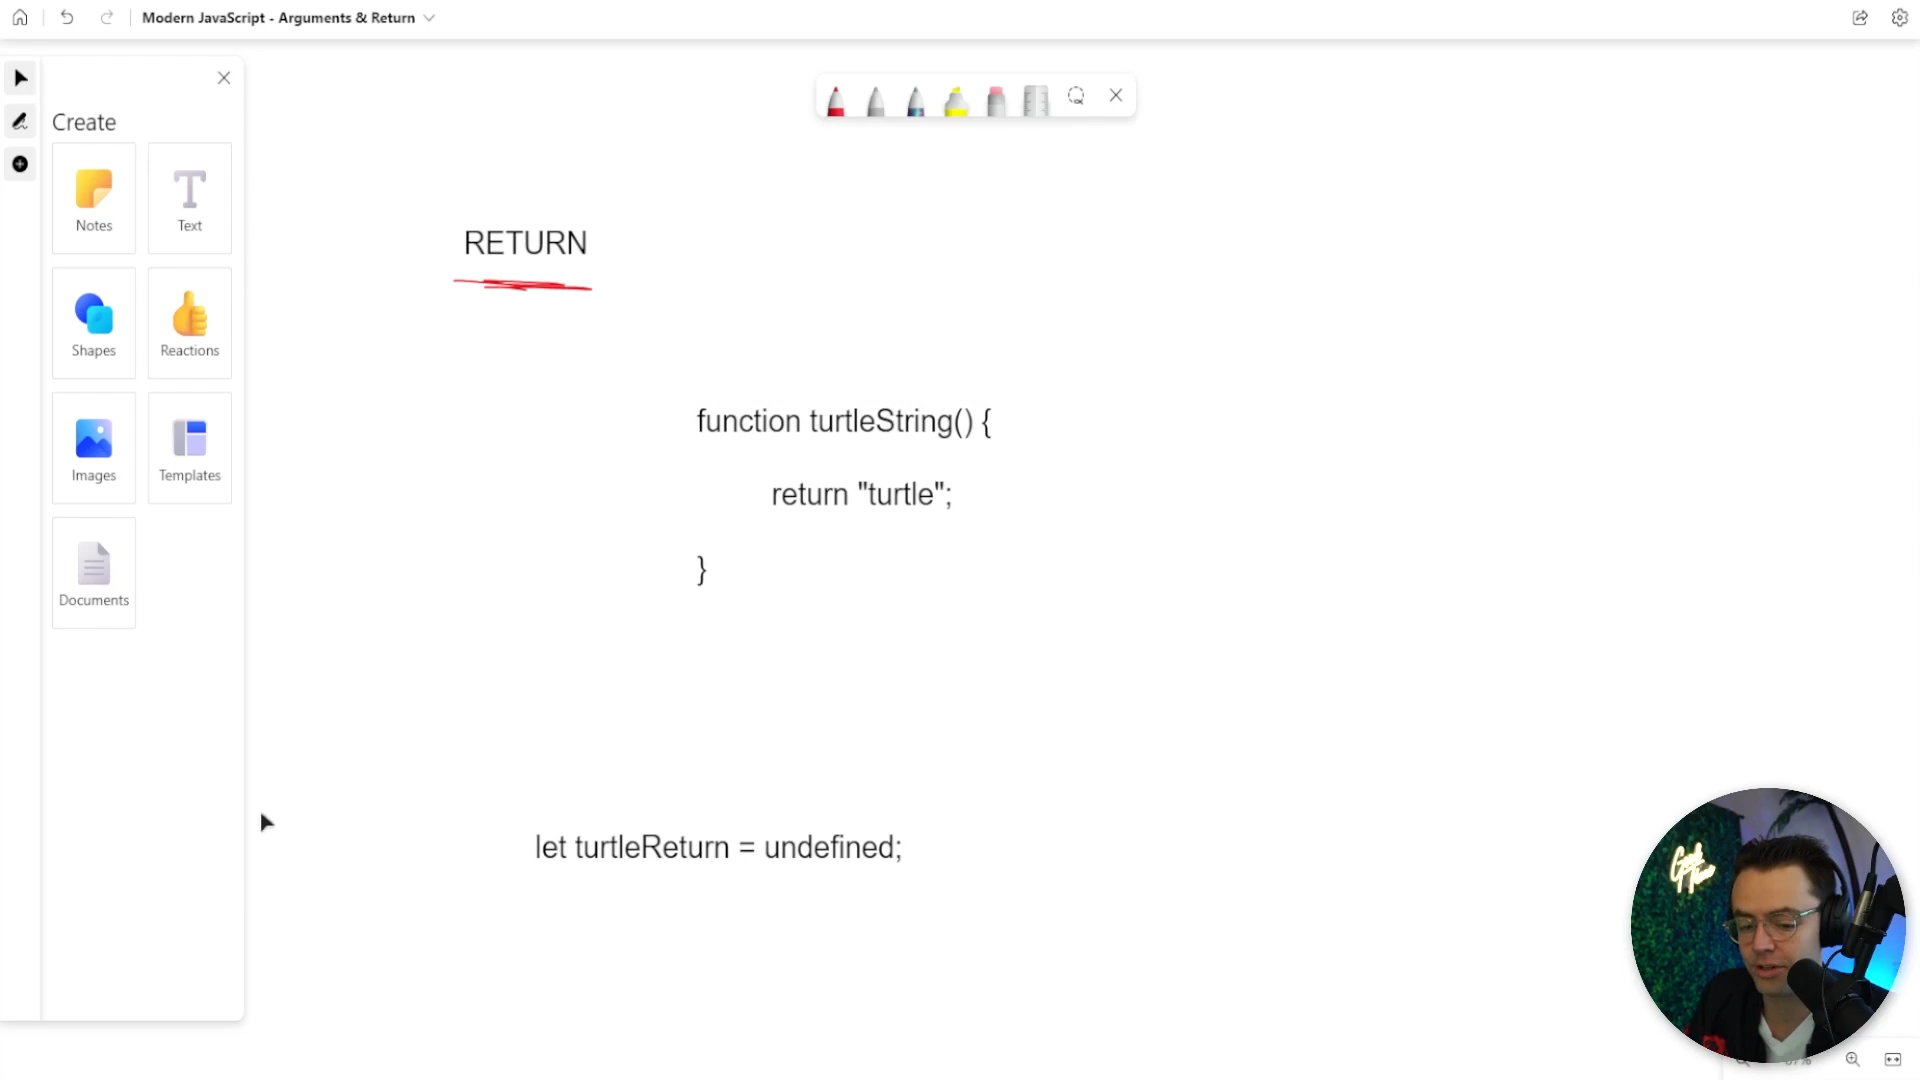 Modern JavaScript - Arguments & Return
Create
Notes
Text
Shapes
Reactions
Images
Templates
Documents
RETURN
function turtleString() {
return "turtle";
}
let turtleReturn = undefined;